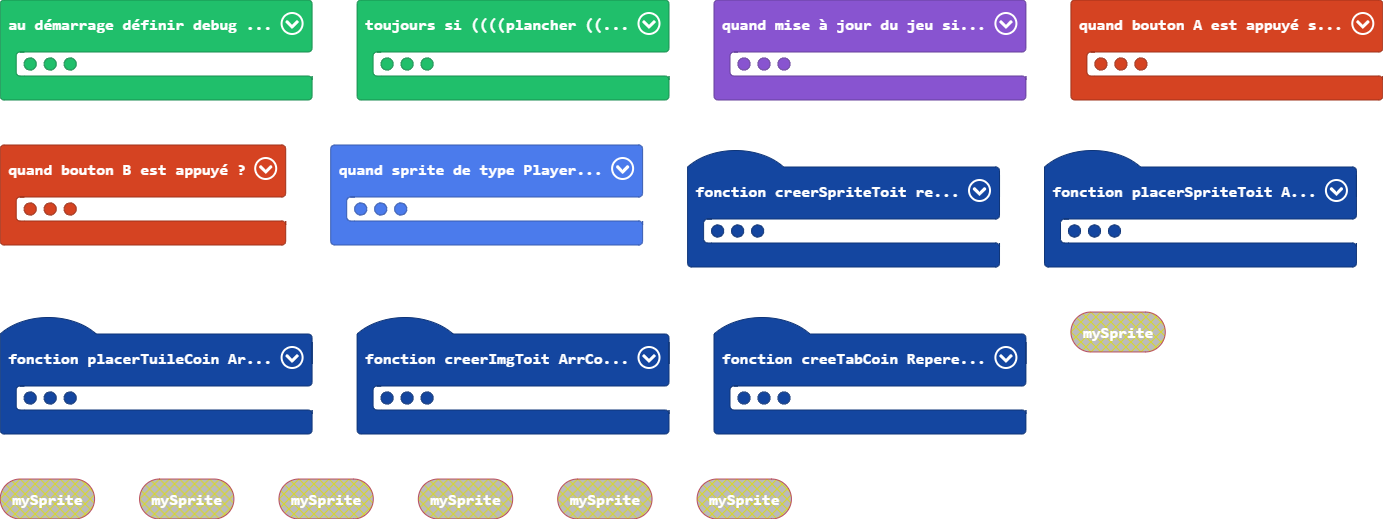 au démarrage définir debug ...
toujours si ((((plancher ((...
quand mise à jour du jeu si...
quand bouton A est appuyé s...
quand bouton B est appuyé ?
quand sprite de type Player...
fonction creerSpriteToit re...
fonction placerSpriteToit A...
fonction placerTuileCoin Ar...
fonction creerImgToit ArrCo...
fonction creeTabCoin Repere...
mySprite
mySprite
mySprite
mySprite
mySprite
mySprite
mySprite